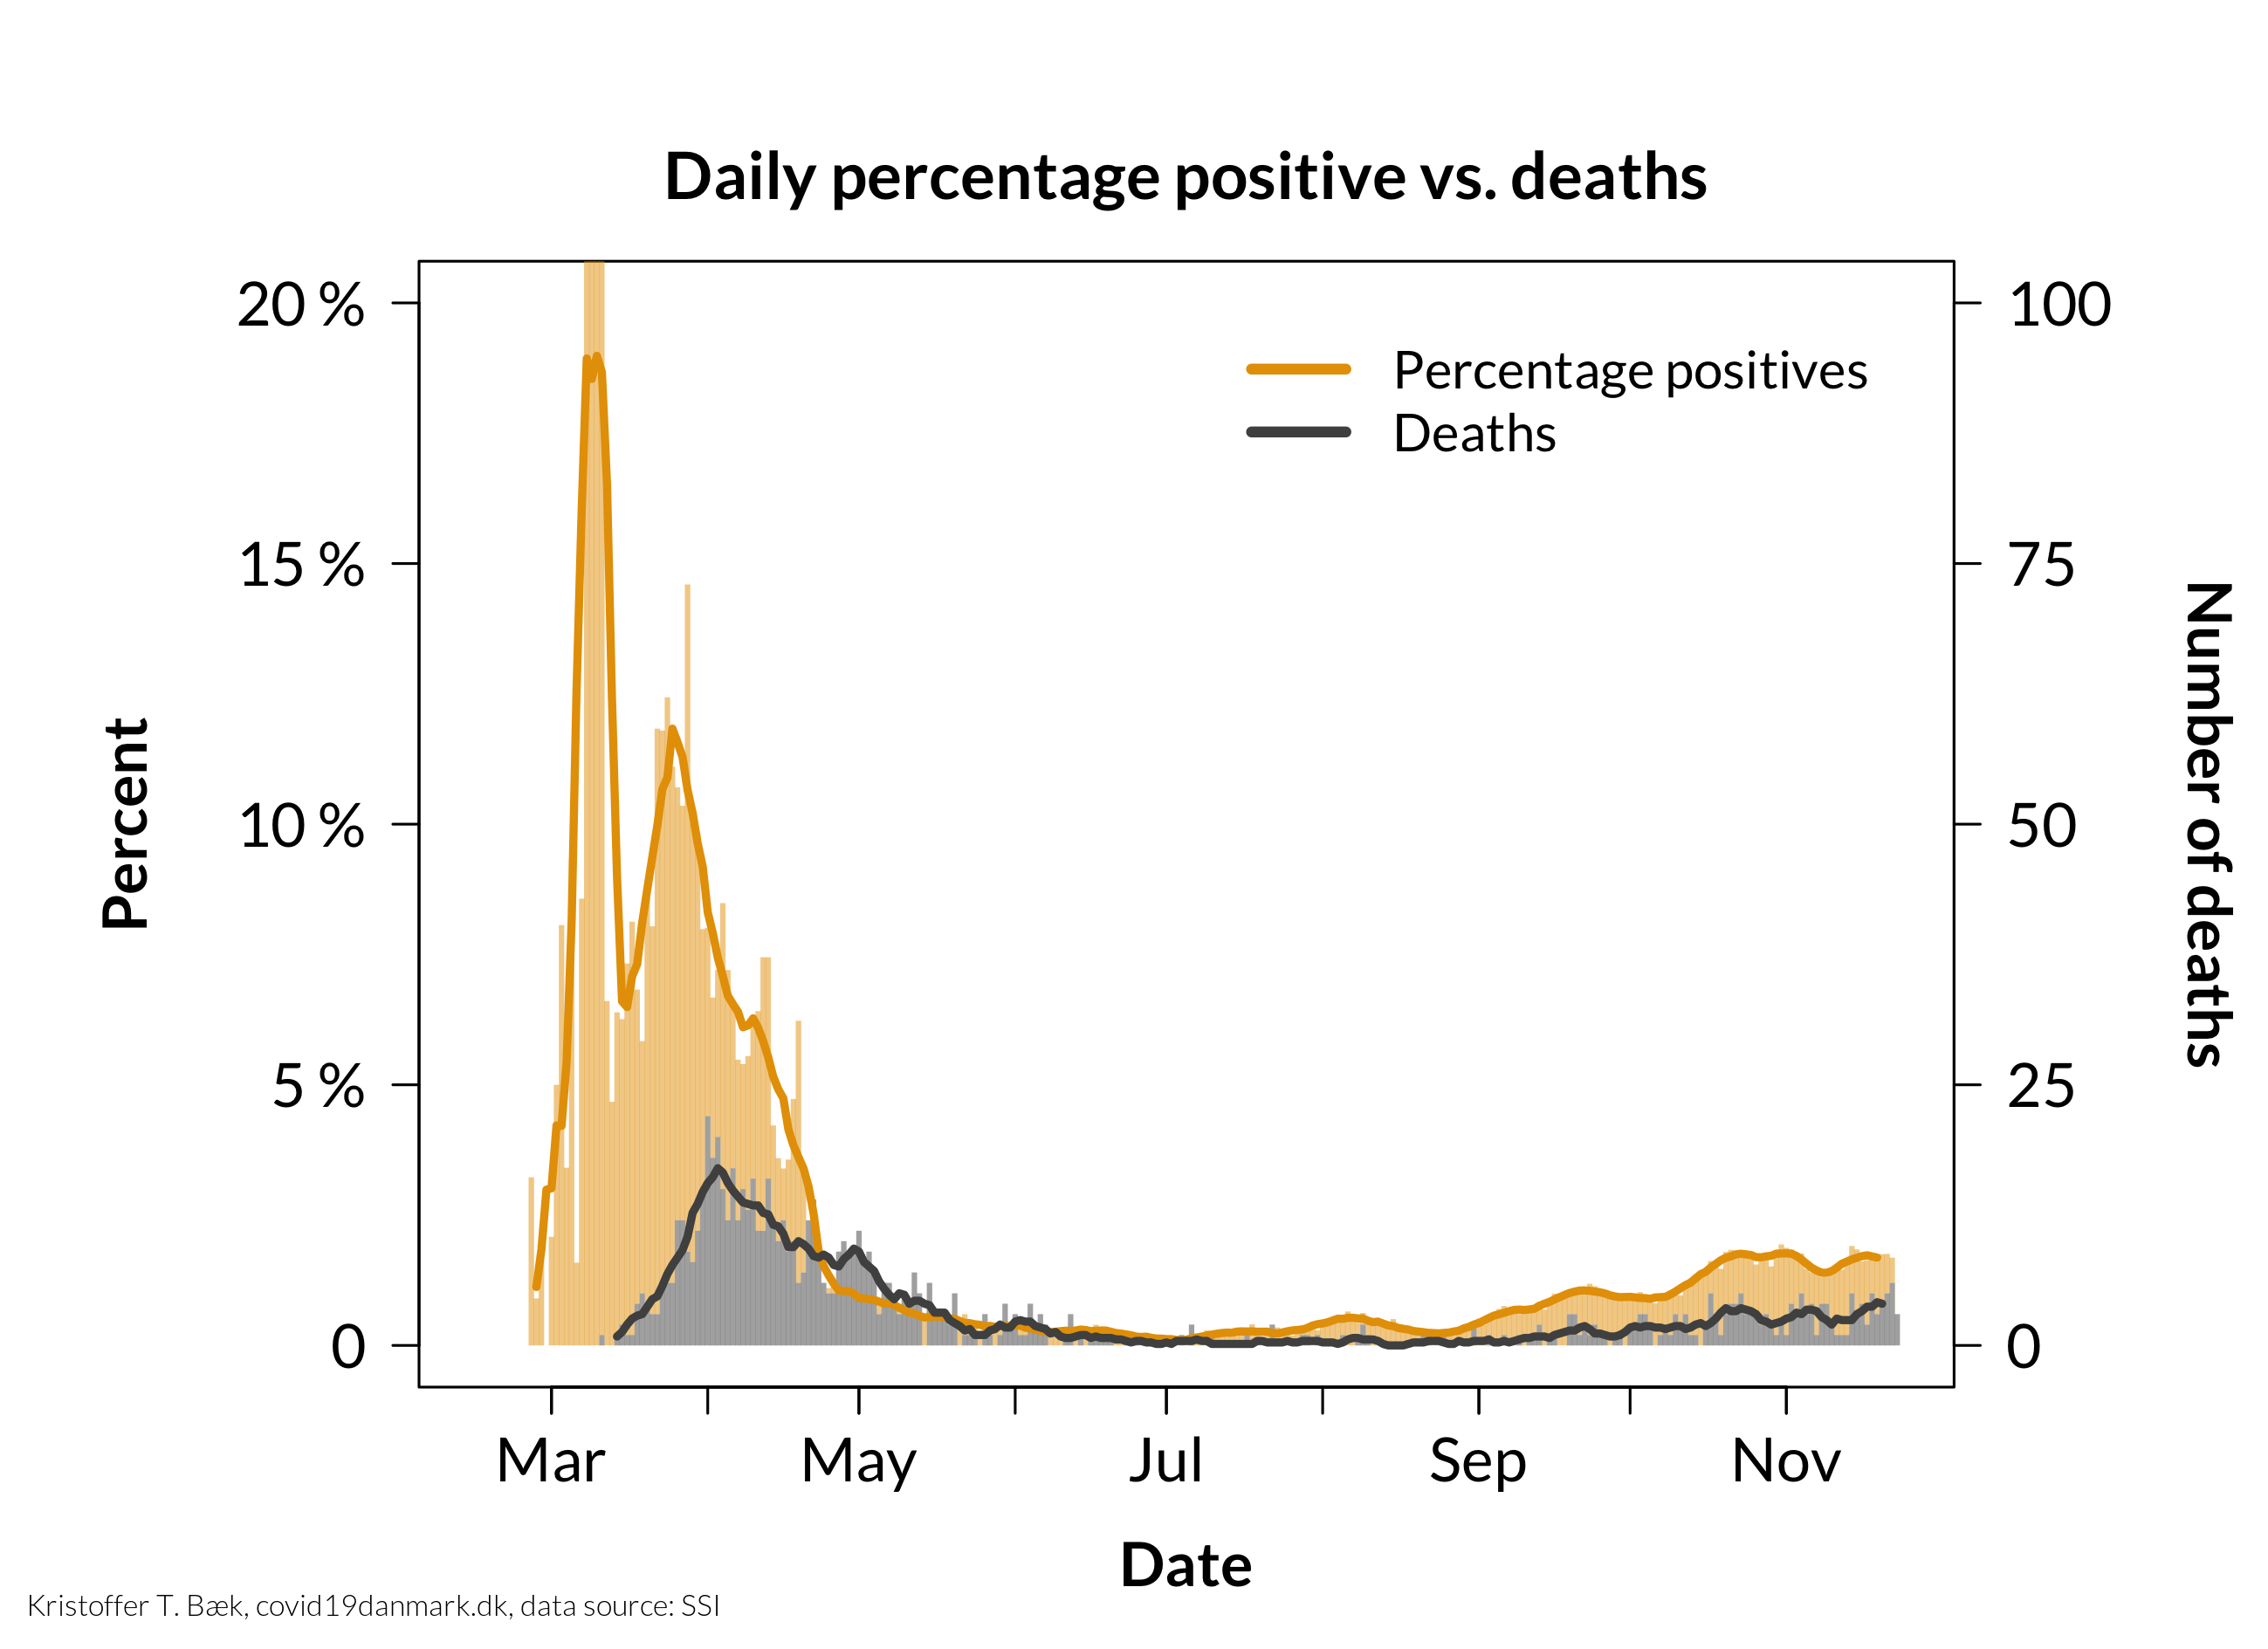 Daily percentage positive vs. deaths
Percentage positives
Deaths
Percent
20 %
15 %
10 %
5 %
0
100
75
50
25
0
Number of deaths
Mar
May
Jul
Sep
Nov
Date
Kristoffer T. Bæk, covid19danmark.dk, data source: SSI